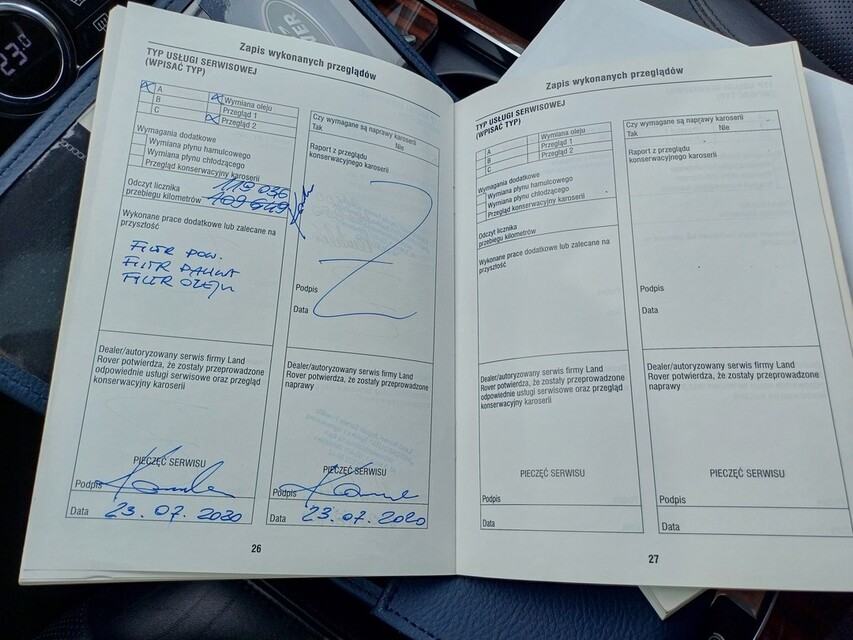 23.0
OVER
Zapis wykonanych przeglądów
TYP USŁUGI SERWISOWEJ
(WPISAĆ TYP)
A
B
C
Wymiana oleju
Przegląd 1
Przegląd 2
Wymagania dodatkowe
Wymiana płynu hamulcowego
Wymiana płynu chłodzącego
Przegląd konserwacyjny karoserii
Odczyt licznika
przebiegu kilometrów
119 036
109 649
Wykonane prace dodatkowe lub zalecane na
przyszłość
FILTR POW.
FILTR PALIWA
FILTR OLEJU
Dealer/autoryzowany serwis firmy Land
Rover potwierdza, że zostały przeprowadzone
odpowiednie usługi serwisowe oraz przegląd
konserwacyjny karoserii
PIECZĘĆ SERWISU
Podpis
Data 23.07.2020
Czy wymagane są naprawy karoserii
Tak Nie
Raport z przeglądu
konserwacyjnego karoserii
Podpis
Data
Dealer/autoryzowany serwis firmy Land
Rover potwierdza, że zostały przeprowadzone
naprawy
PIECZĘĆ SERWISU
Podpis
Data 23.07.2020
26
Zapis wykonanych przeglądów
TYP USŁUGI SERWISOWEJ
(WPISAĆ TYP)
A
B
C
Wymiana oleju
Przegląd 1
Przegląd 2
Wymagania dodatkowe
Wymiana płynu hamulcowego
Wymiana płynu chłodzącego
Przegląd konserwacyjny karoserii
Odczyt licznika
przebiegu kilometrów
Wykonane prace dodatkowe lub zalecane na
przyszłość
Dealer/autoryzowany serwis firmy Land
Rover potwierdza, że zostały przeprowadzone
odpowiednie usługi serwisowe oraz przegląd
konserwacyjny karoserii
PIECZĘĆ SERWISU
Podpis
Data
Czy wymagane są naprawy karoserii
Tak Nie
Raport z przeglądu
konserwacyjnego karoserii
Podpis
Data
Dealer/autoryzowany serwis firmy Land
Rover potwierdza, że zostały przeprowadzone
naprawy
PIECZĘĆ SERWISU
Podpis
Data
27